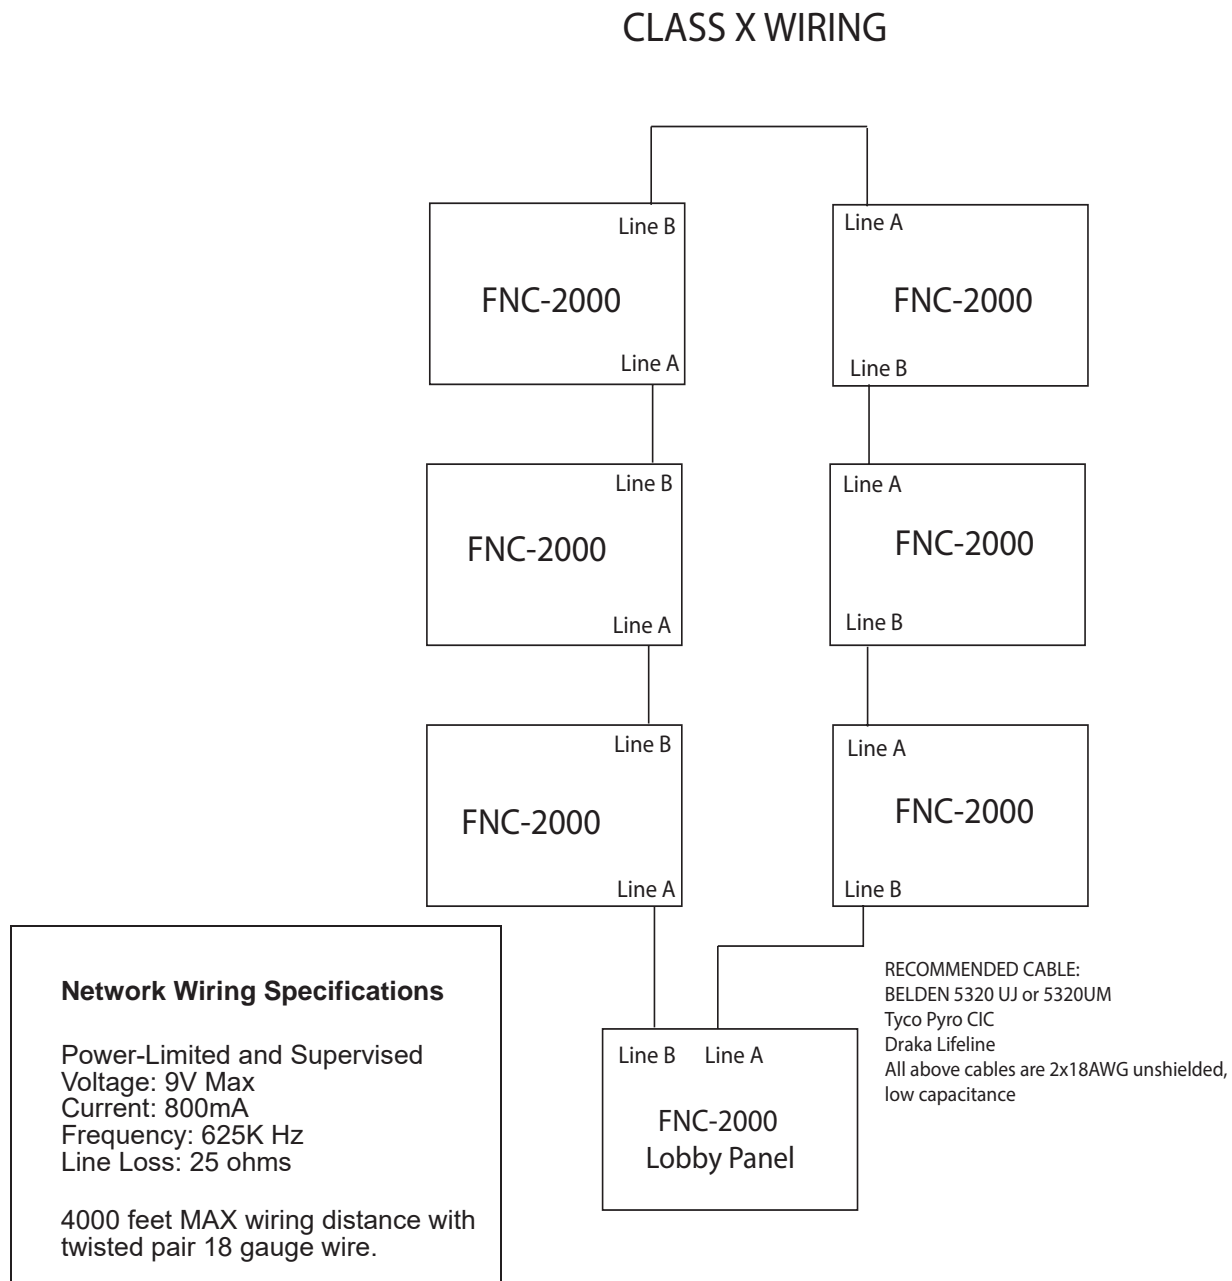 CLASS X WIRING
Line B
FNC-2000
Line A
Line A
FNC-2000
Line B
Line B
FNC-2000
Line A
Line A
FNC-2000
Line B
Line B
FNC-2000
Line A
Line A
FNC-2000
Line B
Network Wiring Specifications
Power-Limited and Supervised
Voltage: 9V Max
Current: 800mA
Frequency: 625K Hz
Line Loss: 25 ohms
4000 feet MAX wiring distance with
twisted pair 18 gauge wire.
Line B Line A
FNC-2000
Lobby Panel
RECOMMENDED CABLE:
BELDEN 5320 UJ or 5320UM
Tyco Pyro CIC
Draka Lifeline
All above cables are 2x18AWG unshielded,
low capacitance